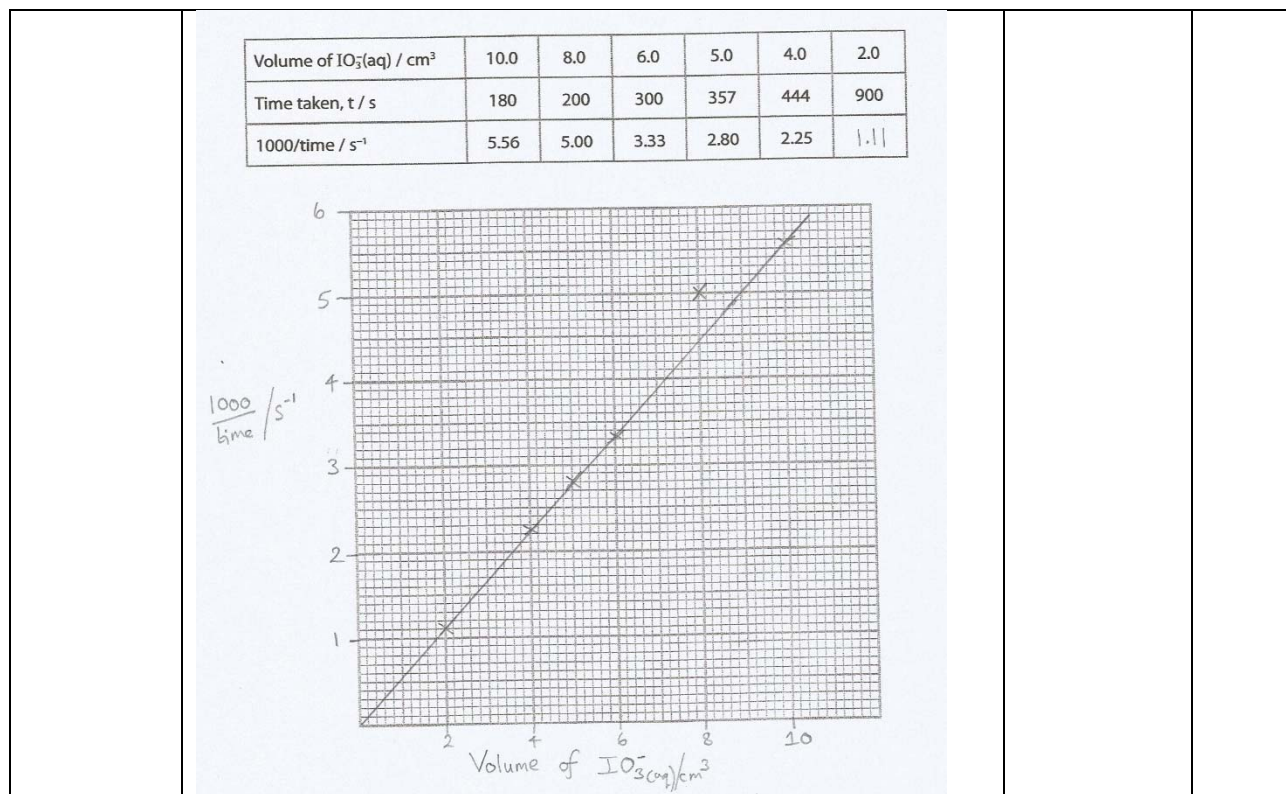 Volume of IO₃⁻(aq) / cm³ 10.0 8.0 6.0 5.0 4.0 2.0
Time taken, t / s 180 200 300 357 444 900
1000/time / s⁻¹ 5.56 5.00 3.33 2.80 2.25 1.11
6
5
4
1000/time / s⁻¹
3
2
1
2 4 6 8 10
Volume of IO₃⁻(aq)/cm³